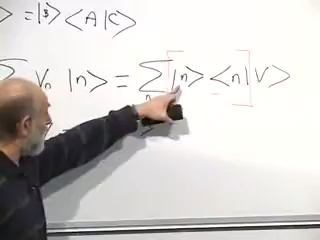 = |B> <A|C>
∑ Vₙ |n> = ∑ₙ |n> <n|V>